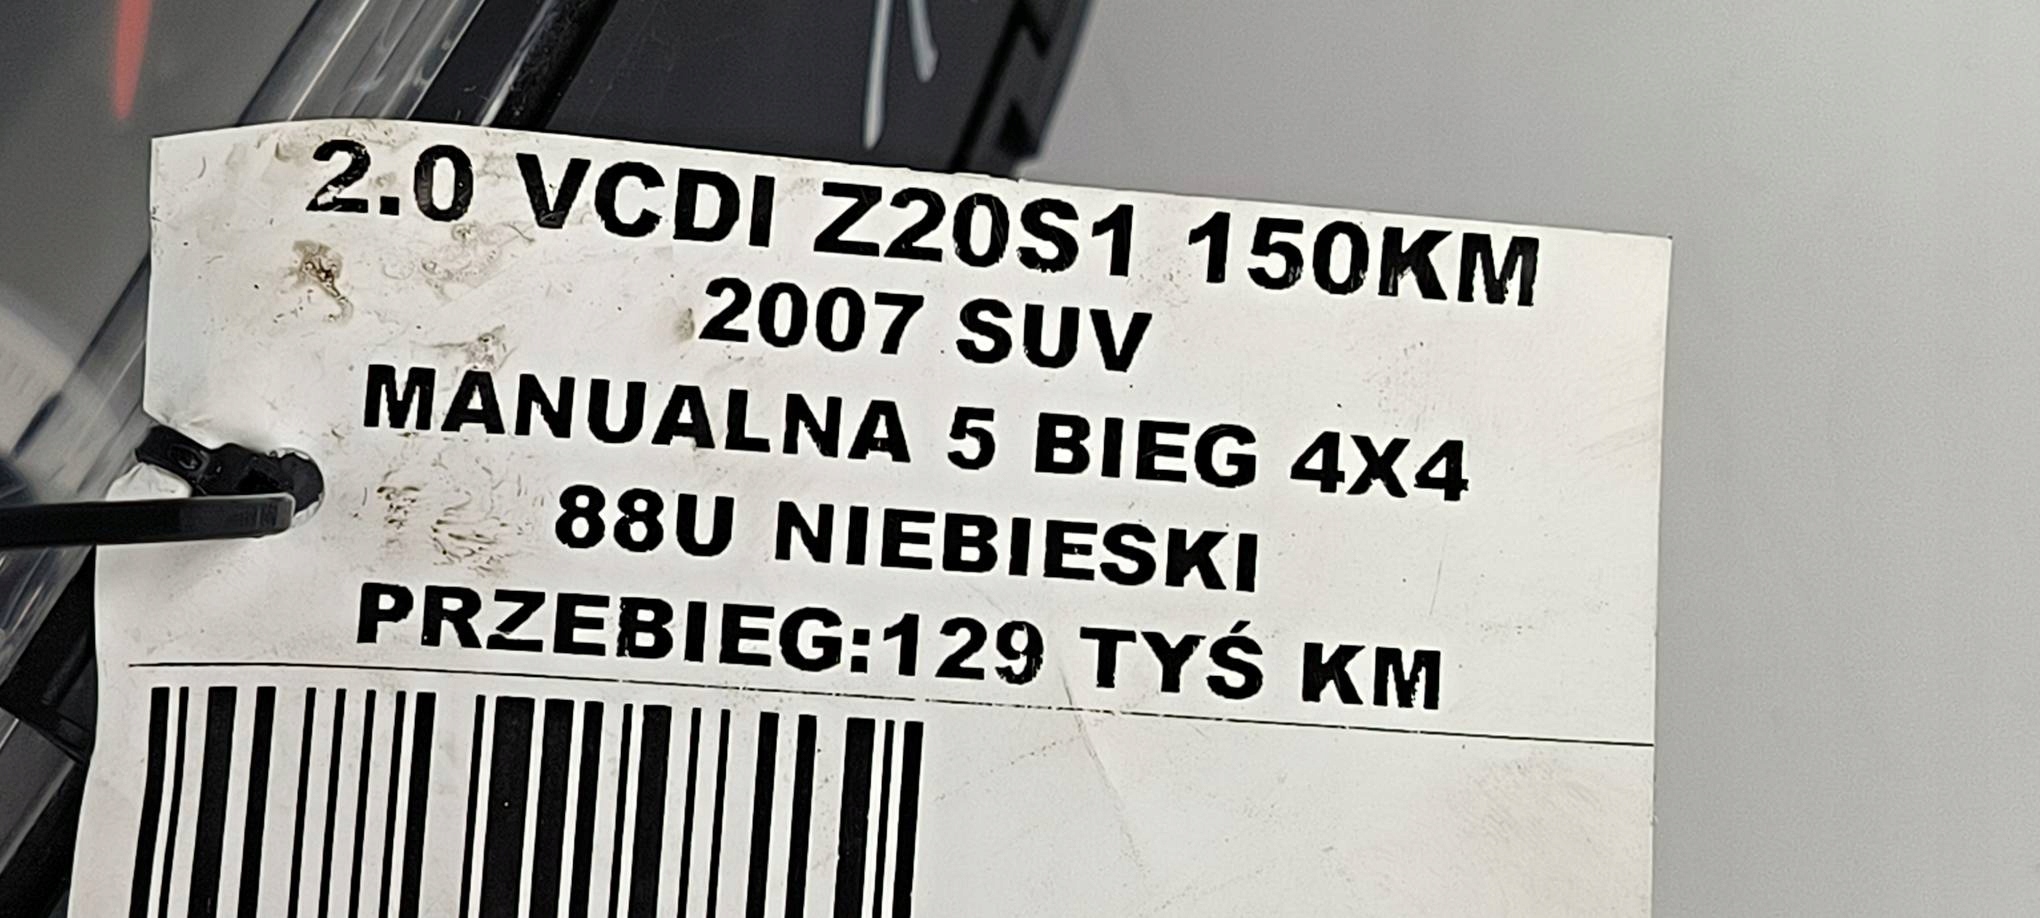 2.0 VCDI Z20S1 150KM
2007 SUV
MANUALNA 5 BIEG 4X4
88U NIEBIESKI
PRZEBIEG:129 TYŚ KM